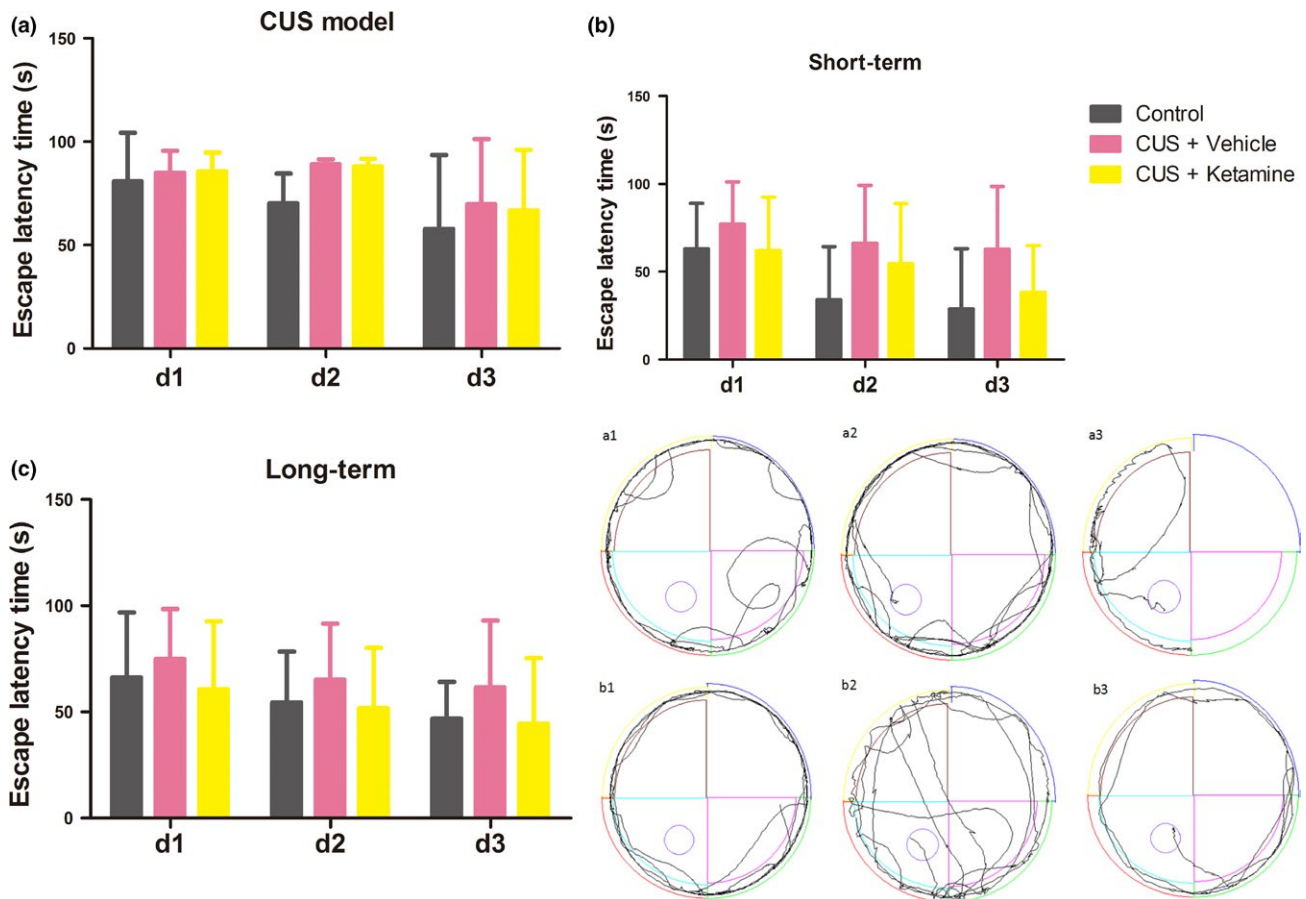 (a)
CUS model
Escape latency time (s)
150
100
50
0
d1 d2 d3
(b)
Short-term
Escape latency time (s)
150
100
50
0
d1 d2 d3
Control
CUS + Vehicle
CUS + Ketamine
(c)
Long-term
Escape latency time (s)
150
100
50
0
d1 d2 d3
a1 a2 a3
b1 b2 b3